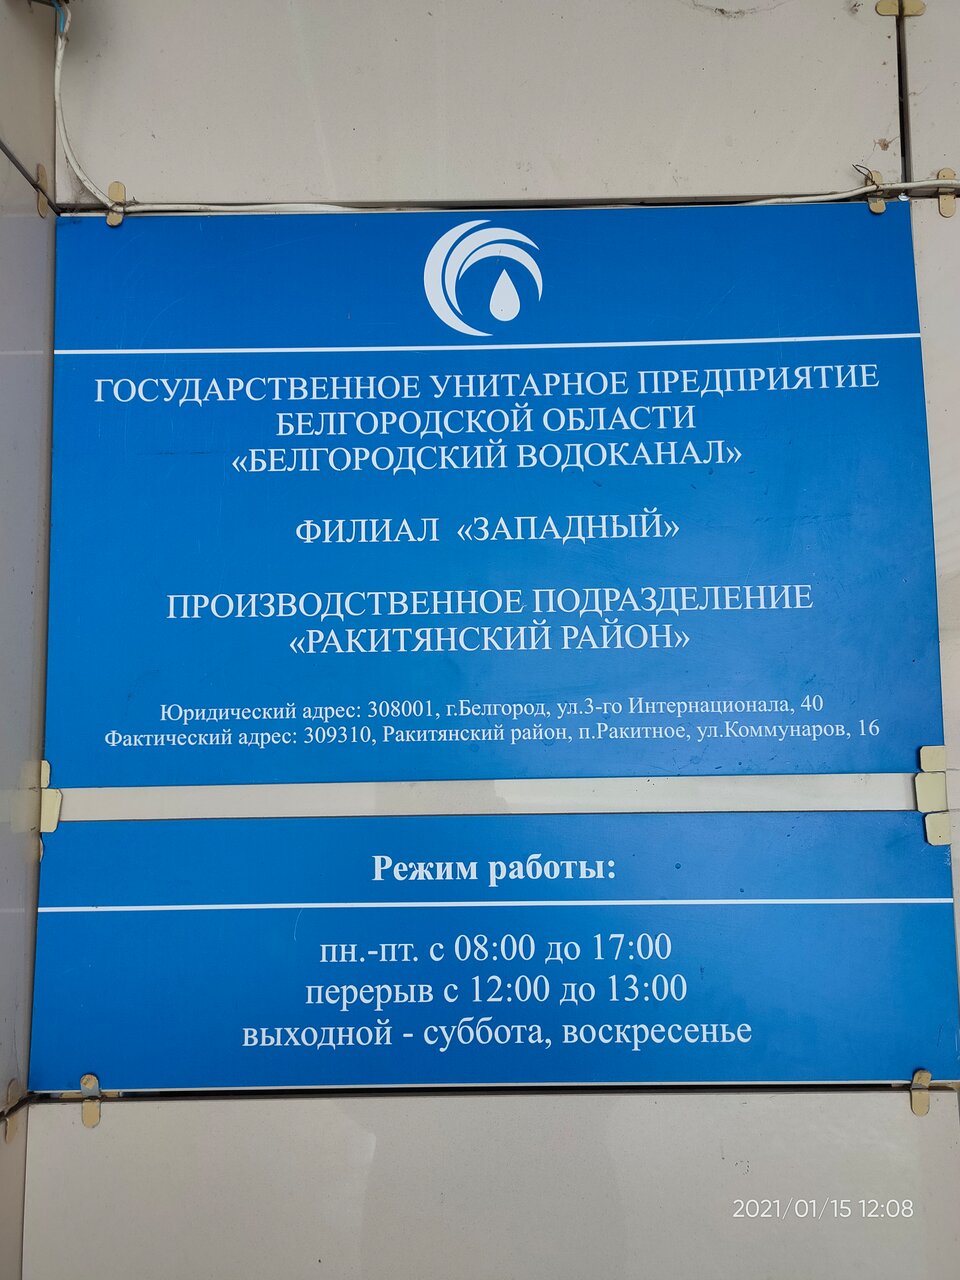 ГОСУДАРСТВЕННОЕ УНИТАРНОЕ ПРЕДПРИЯТИЕ
БЕЛГОРОДСКОЙ ОБЛАСТИ
«БЕЛГОРОДСКИЙ ВОДОКАНАЛ»
ФИЛИАЛ «ЗАПАДНЫЙ»
ПРОИЗВОДСТВЕННОЕ ПОДРАЗДЕЛЕНИЕ
«РАКИТЯНСКИЙ РАЙОН»
Юридический адрес: 308001, г.Белгород, ул.3-го Интернационала, 40
Фактический адрес: 309310, Ракитянский район, п.Ракитное, ул.Коммунаров, 16
Режим работы:
пн.-пт. с 08:00 до 17:00
перерыв с 12:00 до 13:00
выходной - суббота, воскресенье
2021/01/15 12:08